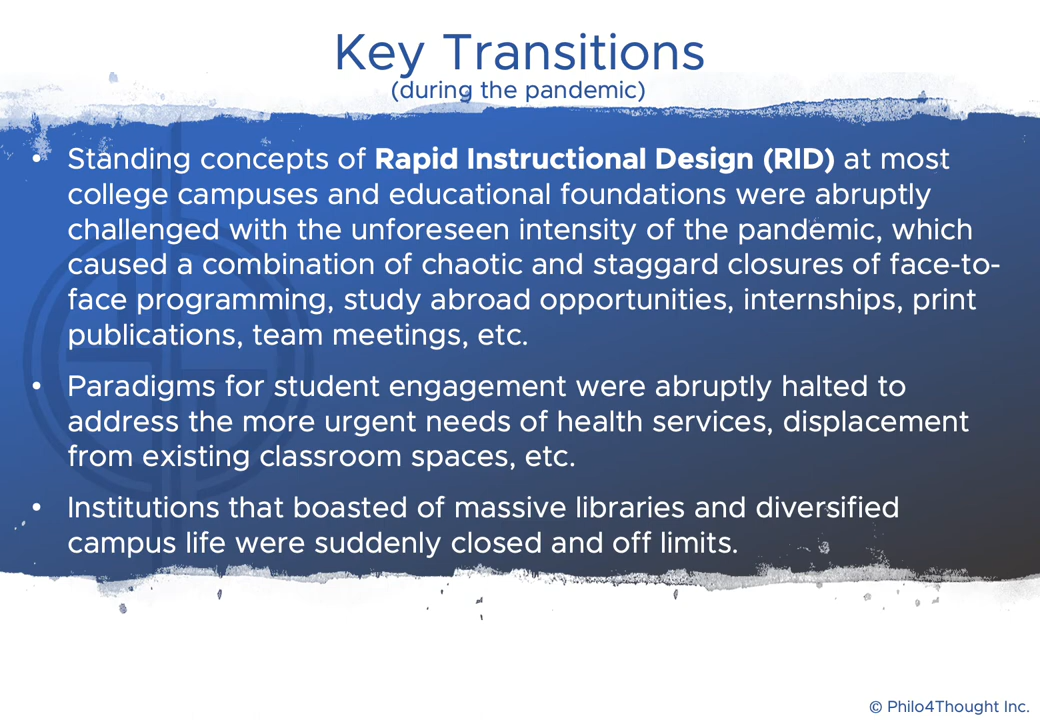 Key Transitions
(during the pandemic)
• Standing concepts of Rapid Instructional Design (RID) at most
college campuses and educational foundations were abruptly
challenged with the unforeseen intensity of the pandemic, which
caused a combination of chaotic and staggard closures of face-to-
face programming, study abroad opportunities, internships, print
publications, team meetings, etc.
• Paradigms for student engagement were abruptly halted to
address the more urgent needs of health services, displacement
from existing classroom spaces, etc.
• Institutions that boasted of massive libraries and diversified
campus life were suddenly closed and off limits.
© Philo4Thought Inc.